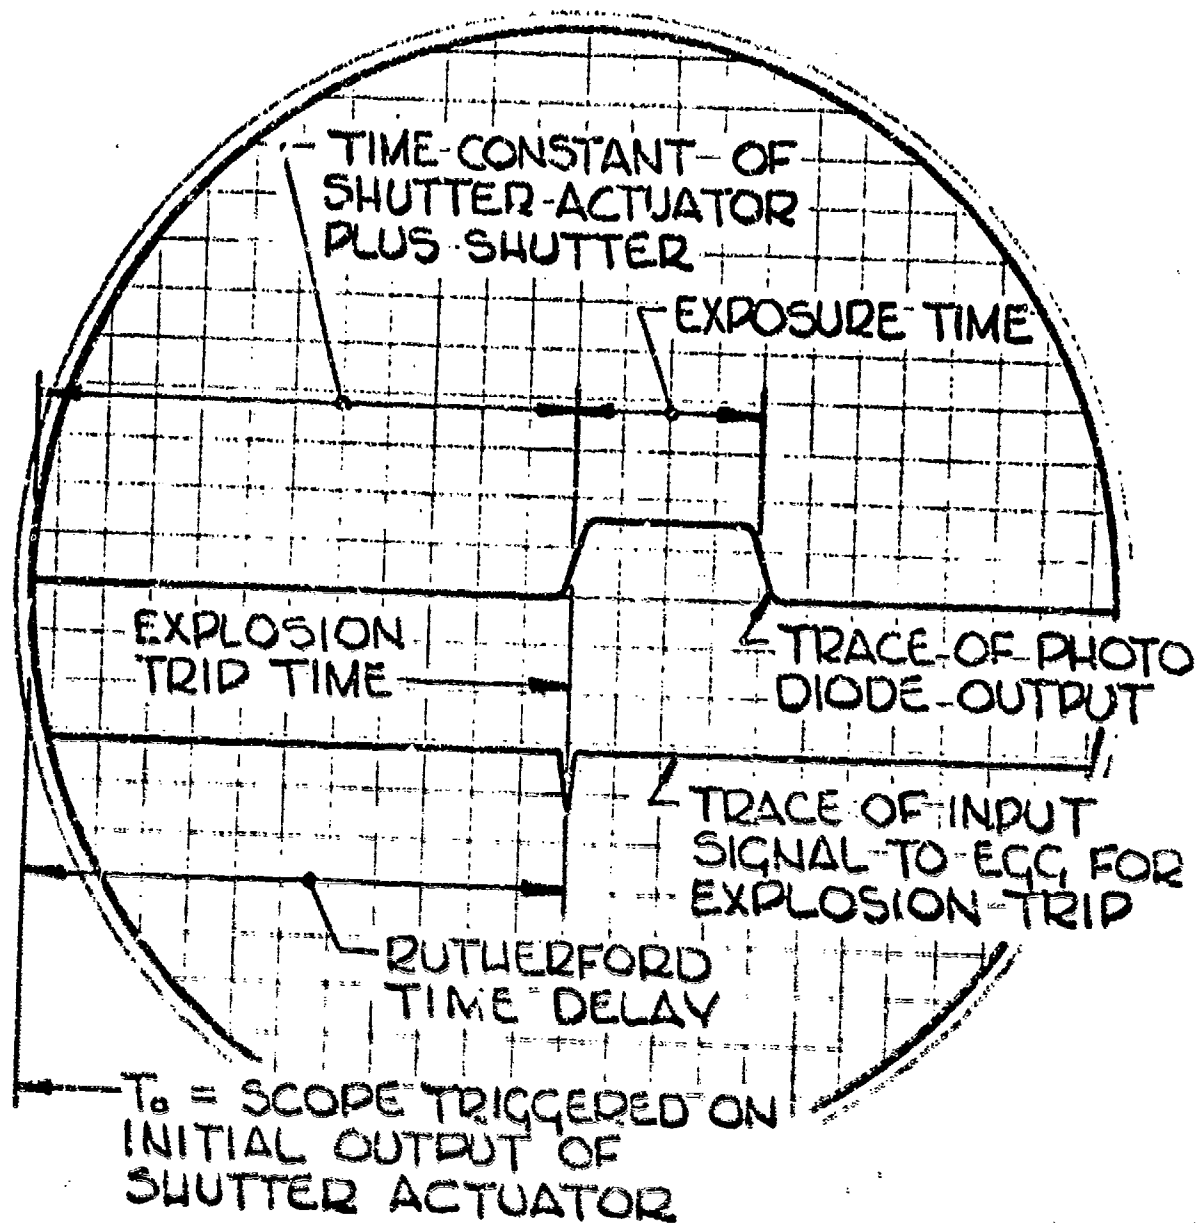 TIME CONSTANT OF
SHUTTER-ACTUATOR
PLUS SHUTTER
EXPOSURE TIME
EXPLOSION
TRIP TIME
TRACE OF PHOTO
DIODE OUTPUT
TRACE OF INPUT
SIGNAL TO EGG FOR
EXPLOSION TRIP
RUTHERFORD
TIME DELAY
To = SCOPE TRIGGERED ON
INITIAL OUTPUT OF
SHUTTER ACTUATOR